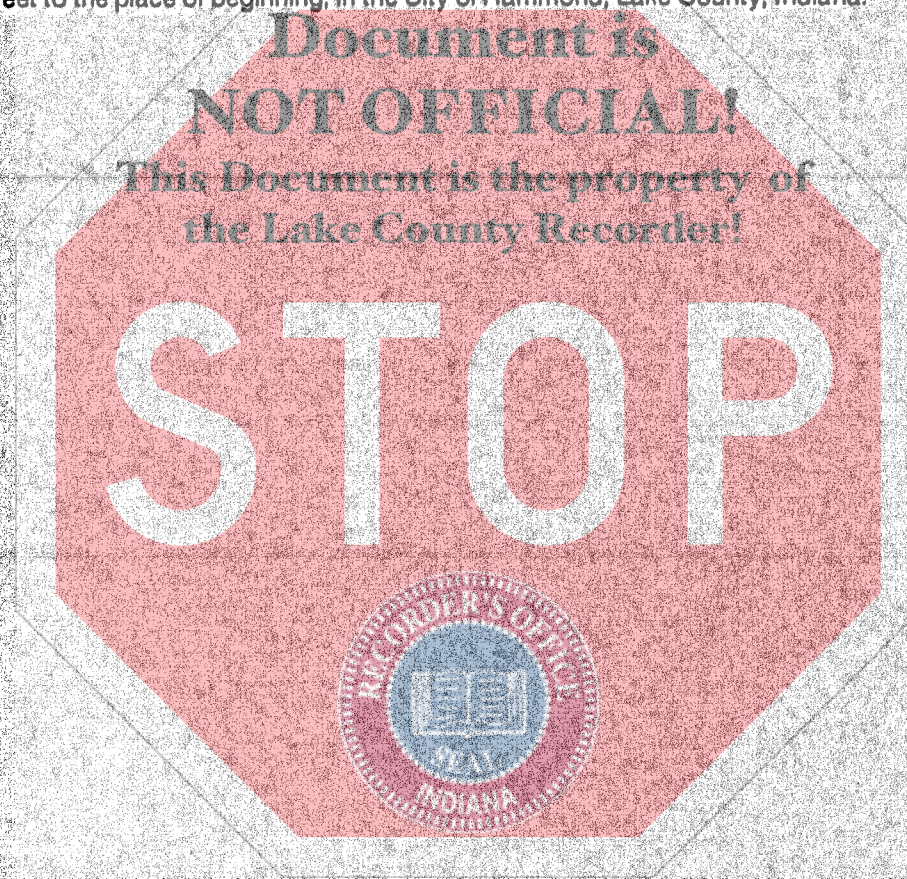 to the place of beginning, in the City of Hammond, Lake County, Indiana.
Document is
NOT OFFICIAL!
This Document is the property of
the Lake County Recorder!
STOP
RECORDER'S OFFICE
SEAL
INDIANA